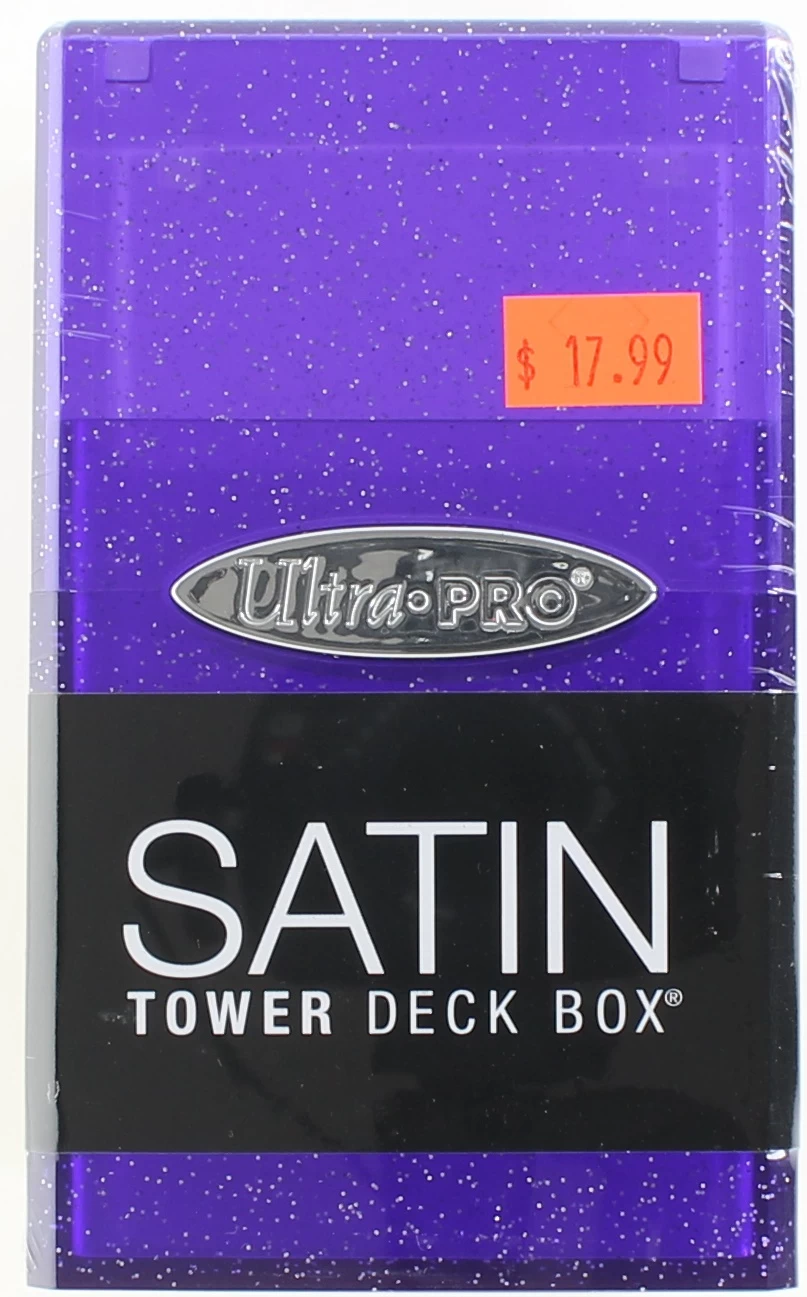 $ 17.99
Ultra•PRO®
SATIN
TOWER DECK BOX®